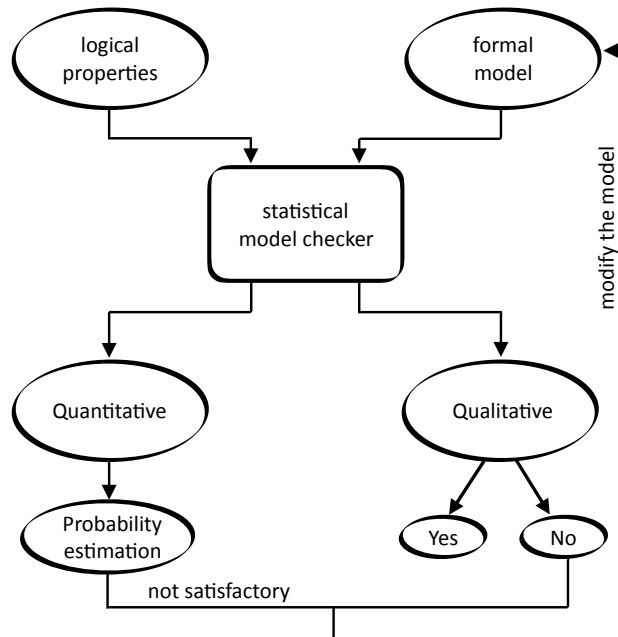 logical
properties
formal
model
statistical
model checker
modify the model
Quantitative
Qualitative
Probability
estimation
Yes
No
not satisfactory